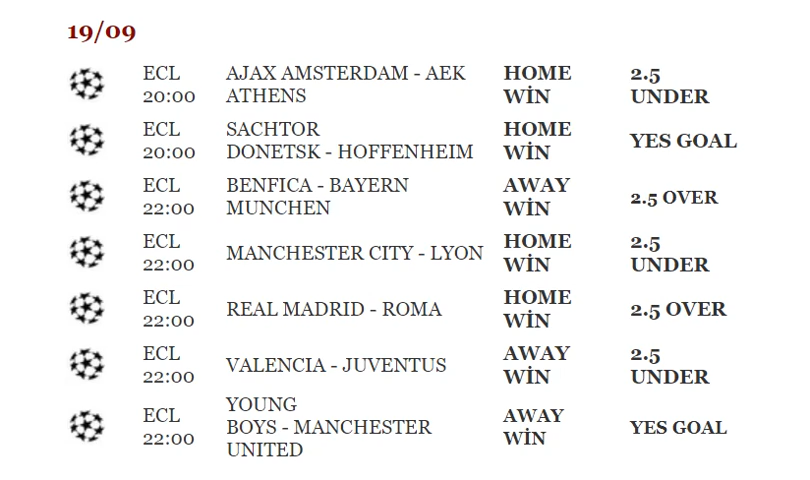 19/09
ECL 20:00 AJAX AMSTERDAM - AEK ATHENS HOME WİN 2.5 UNDER
ECL 20:00 SACHTOR DONETSK - HOFFENHEIM HOME WİN YES GOAL
ECL 22:00 BENFICA - BAYERN MUNCHEN AWAY WİN 2.5 OVER
ECL 22:00 MANCHESTER CITY - LYON HOME WİN 2.5 UNDER
ECL 22:00 REAL MADRID - ROMA HOME WİN 2.5 OVER
ECL 22:00 VALENCIA - JUVENTUS AWAY WİN 2.5 UNDER
ECL 22:00 YOUNG BOYS - MANCHESTER UNITED AWAY WİN YES GOAL